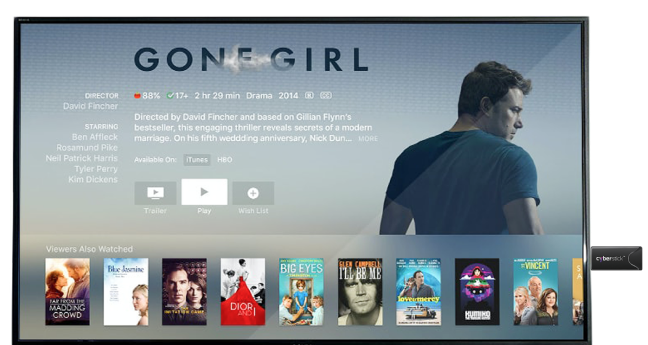 GONE GIRL
DIRECTOR
David Fincher
STARRING
Ben Affleck
Rosamund Pike
Neil Patrick Harris
Tyler Perry
Kim Dickens
88% 17+ 2 hr 29 min Drama 2014 CC
Directed by David Fincher and based on Gillian Flynn's
bestseller, this engaging thriller reveals secrets of a modern
marriage. On his fifth weddding anniversary, Nick Dun... MORE
Available On: iTunes HBO
Trailer
Play
Wish List
cyberstick
Viewers Also Watched
FAR FROM THE
MADDING
CROWD
Blue Jasmine
THE
IMITATION GAME
DIOR
AND I
BIG EYES
GLEN CAMPBELL
I'LL BE ME
love&mercy
ST. VINCENT
S
A